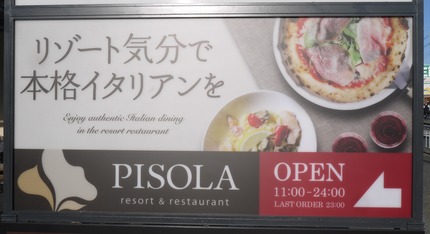 リゾート気分で
本格イタリアンを
Enjoy authentic Italian dining
in the resort restaurant
PISOLA
resort & restaurant
OPEN
11:00-24:00
LAST ORDER 23:00